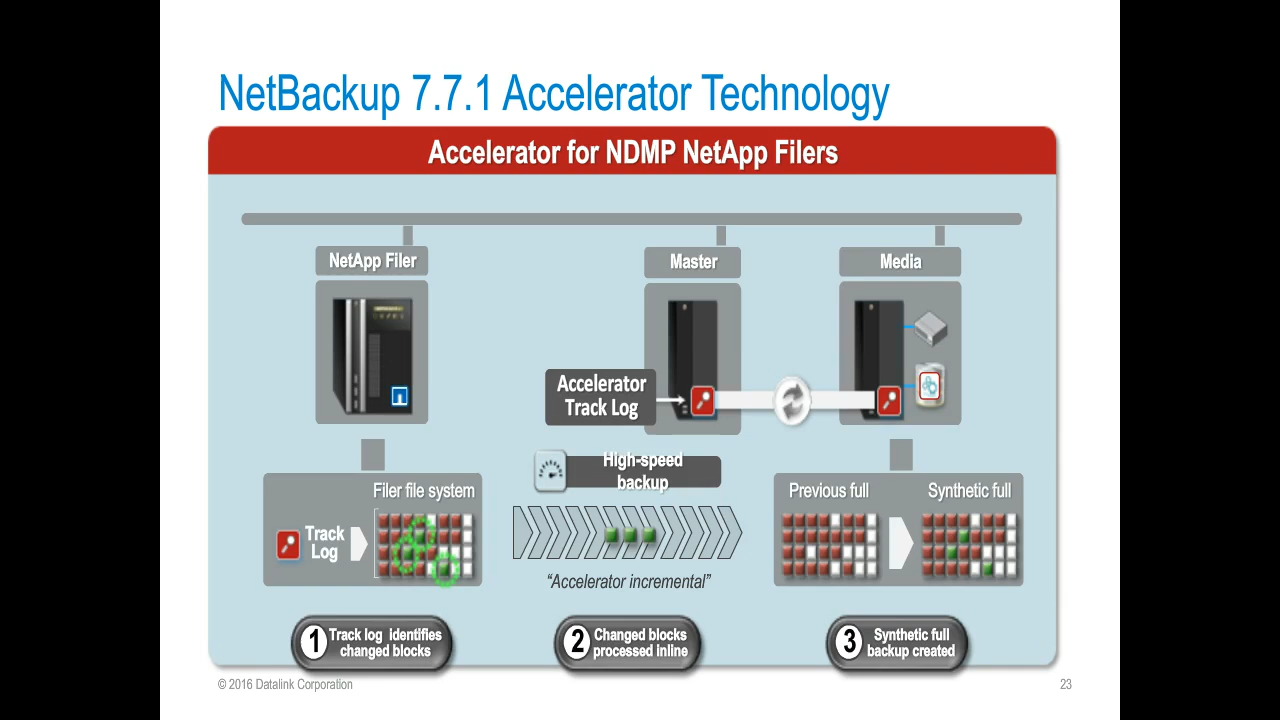 NetBackup 7.7.1 Accelerator Technology
Accelerator for NDMP NetApp Filers
NetApp Filer
Master
Media
Accelerator
Track Log
High-speed
backup
Filer file system
Track
Log
"Accelerator incremental"
Previous full
Synthetic full
1 Track log identifies
changed blocks
2 Changed blocks
processed inline
3 Synthetic full
backup created
© 2016 Datalink Corporation
23